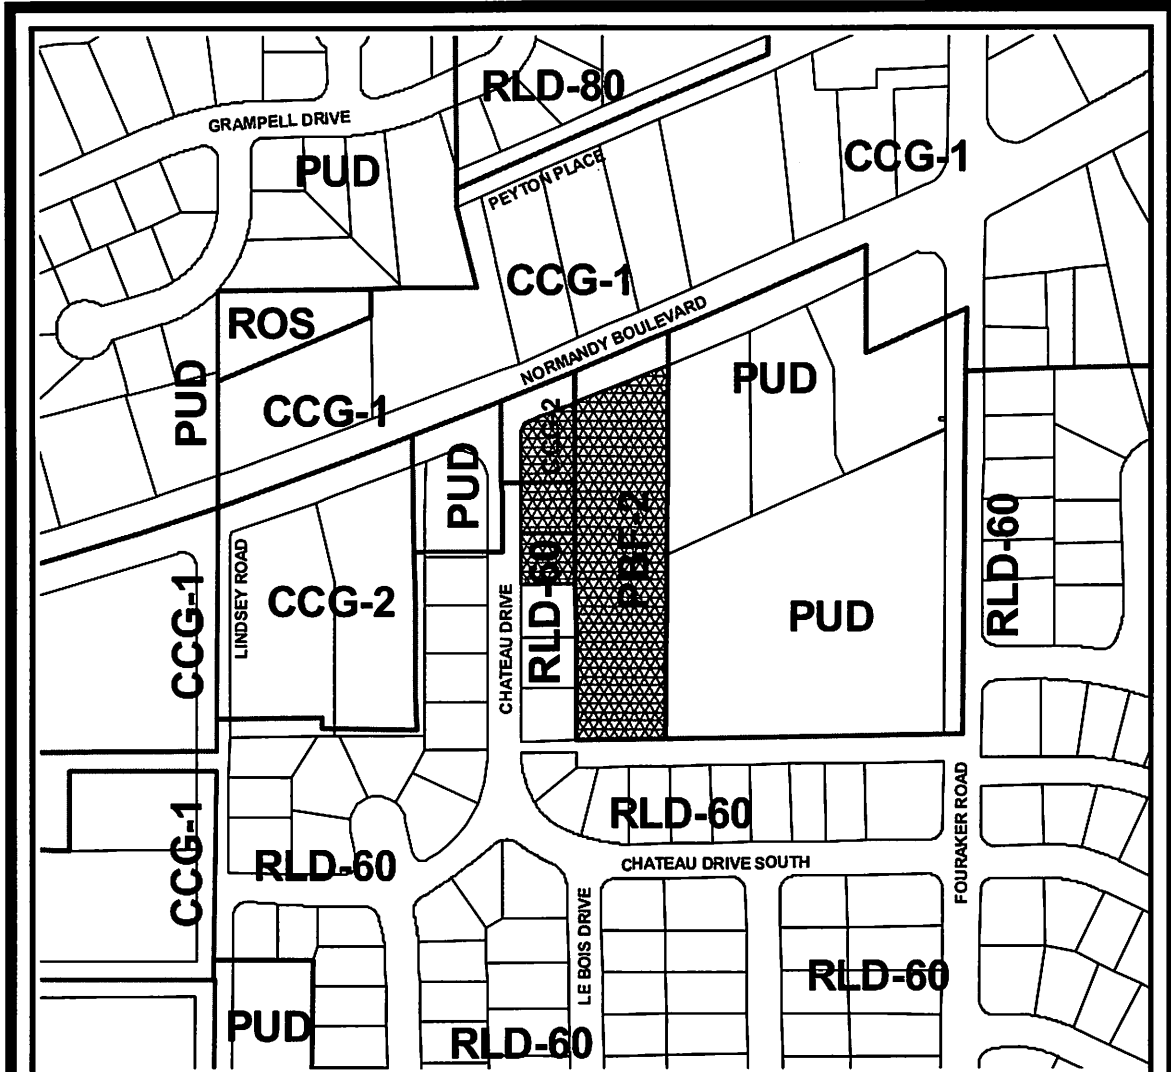 RLD-80
GRAMPELL DRIVE
PUD
PEYTON PLACE
CCG-1
CCG-1
ROS
NORMANDY BOULEVARD
PUD
CCG-1
PUD
PUD
CCG-2
RLD-60
PBF-2
RLD-60
LINDSEY ROAD
CCG-1
CCG-2
CHATEAU DRIVE
RLD-60
PUD
CCG-1
RLD-60
RLD-60
CHATEAU DRIVE SOUTH
FOURAKER ROAD
LE BOIS DRIVE
RLD-60
PUD
RLD-60